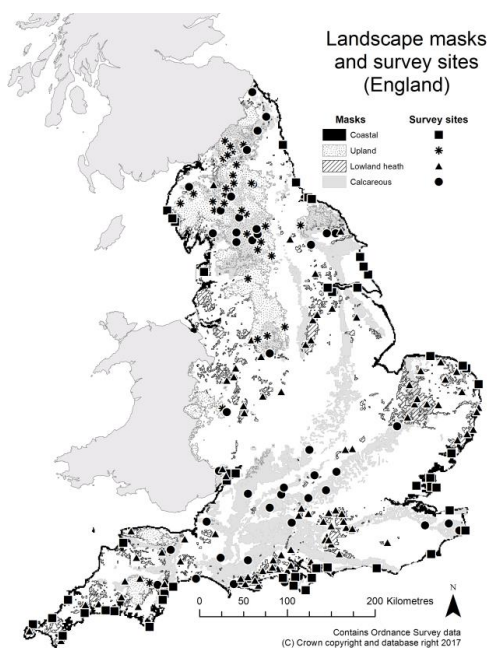 Landscape masks
and survey sites
(England)
Masks Survey sites
Coastal
Upland
Lowland heath
Calcareous
N
0 50 100 200 Kilometres
Contains Ordnance Survey data
(C) Crown copyright and database right 2017